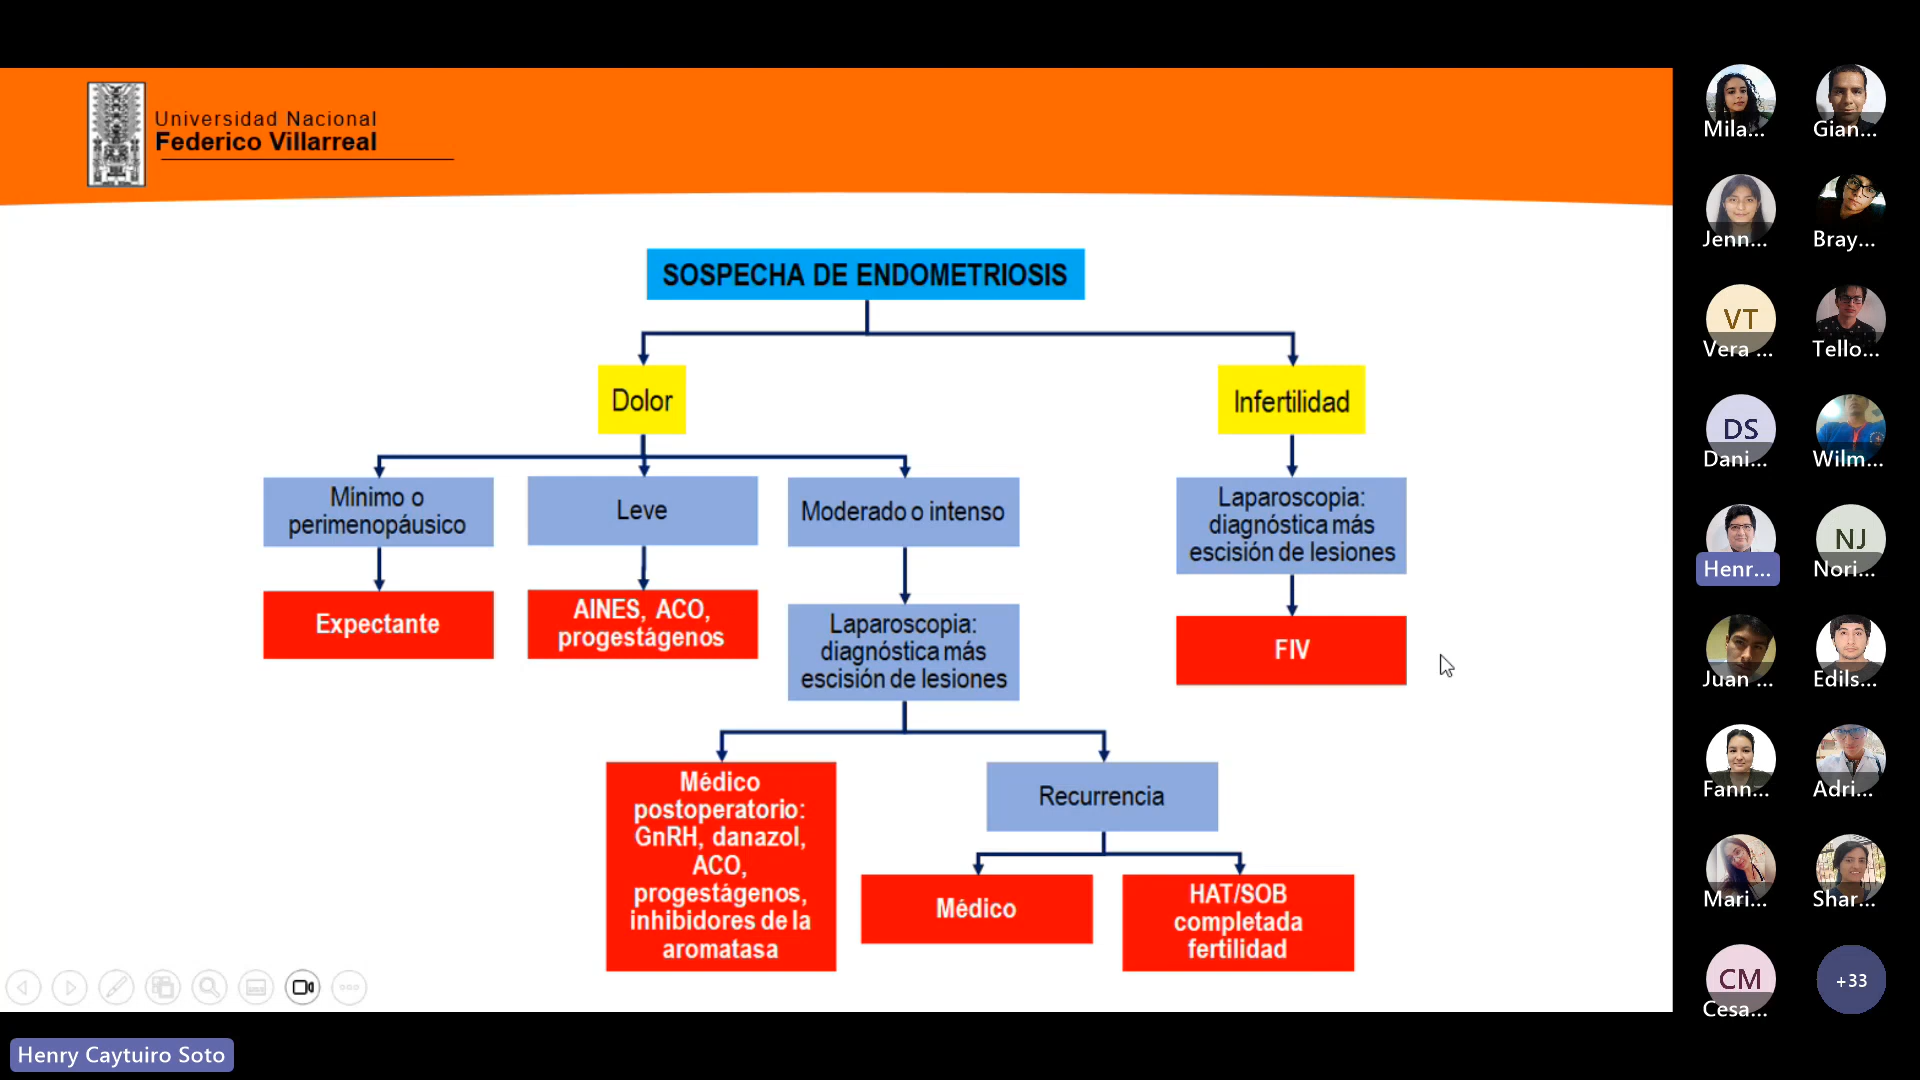 Universidad Nacional
Federico Villarreal
SOSPECHA DE ENDOMETRIOSIS
Dolor
Infertilidad
Mínimo o
perimenopáusico
Leve
Moderado o intenso
Laparoscopia:
diagnóstica más
escisión de lesiones
Expectante
AINES, ACO,
progestágenos
Laparoscopia:
diagnóstica más
escisión de lesiones
FIV
Médico
postoperatorio:
GnRH, danazol,
ACO,
progestágenos,
inhibidores de la
aromatasa
Recurrencia
Médico
HAT/SOB
completada
fertilidad
Henry Caytuiro Soto
Mila...
Gian...
Jenn...
Bray...
VT
Vera ...
Tello...
DS
Dani...
Wilm...
Henr...
NJ
Nori...
Juan ...
Edils...
Fann...
Adri...
Mari...
Shar...
CM
Cesa...
+33